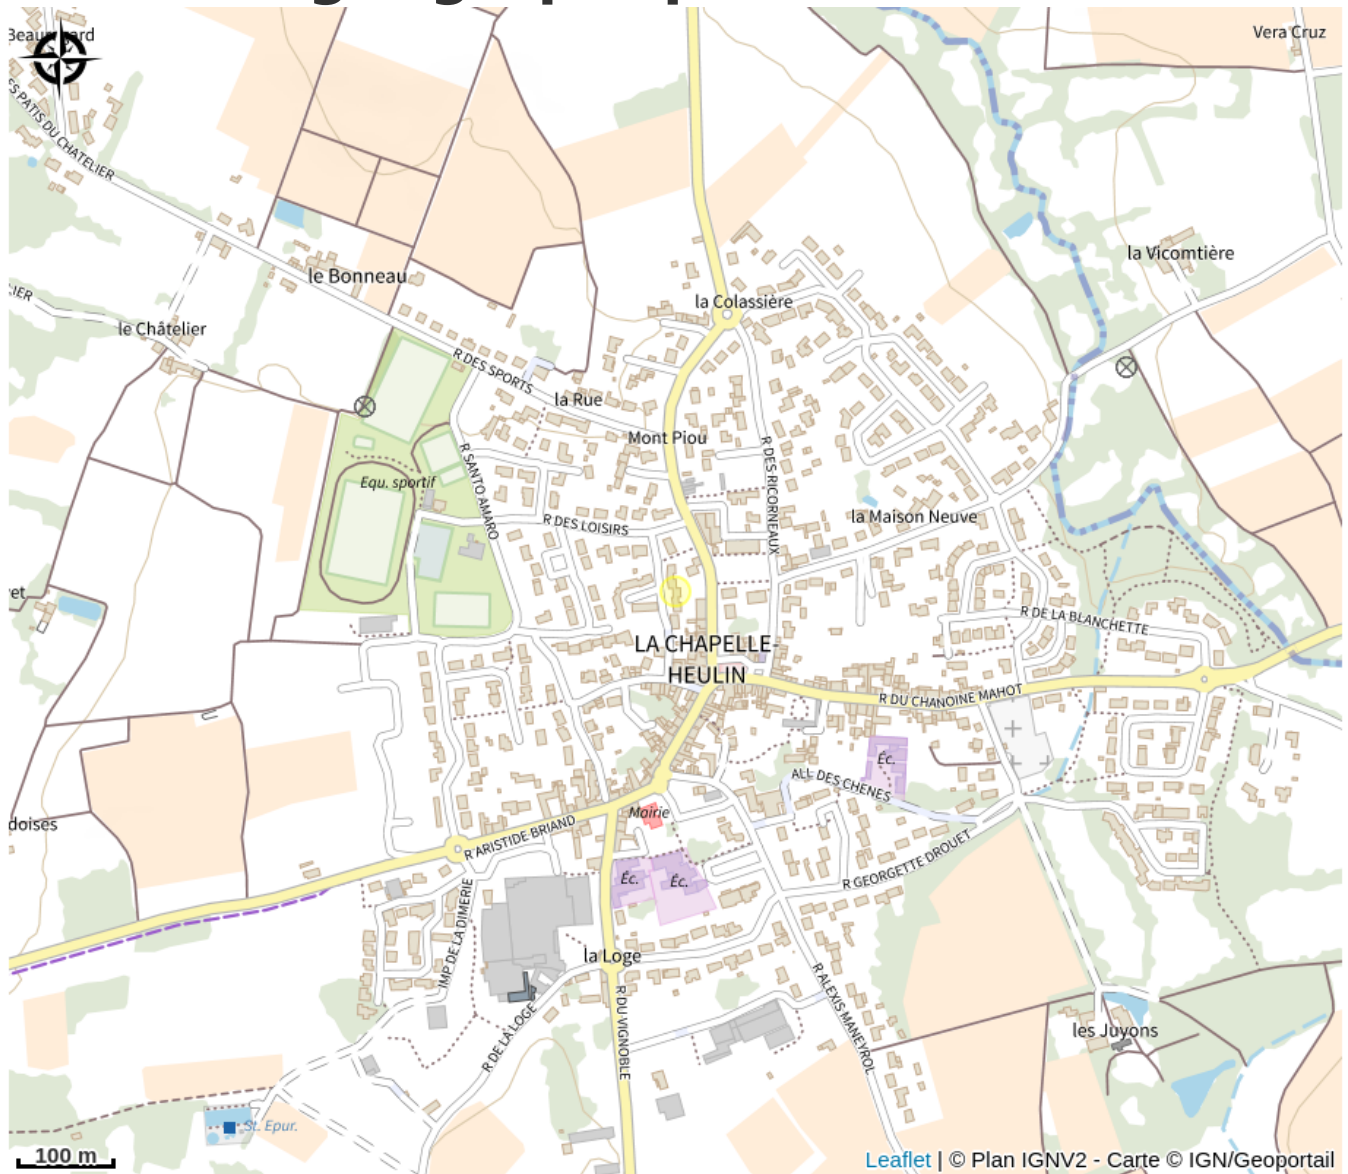 Beauregard
Vera Cruz
ES PATIS DU CHATELIER
la Vicomtière
le Bonneau
LIER
la Colassière
le Châtelier
R DES SPORTS
la Rue
Mont Piou
R SANTO AMARO
R DES RICORNEAUX
Equ. sportif
R DES LOISIRS
la Maison Neuve
et
R DE LA BLANCHETTE
LA CHAPELLE-
HEULIN
R DU CHANOINE MAHOT
Éc.
ALL DES CHENES
Mairie
doises
R ARISTIDE BRIAND
R GEORGETTE DROUET
Éc.
Éc.
IMP DE LA DIMERIE
la Loge
R ALEXIS MANEYROL
R DU VIGNOBLE
R DE LA LOGE
les Juyons
St. Epur.
100 m
Leaflet | © Plan IGNV2 - Carte © IGN/Geoportail